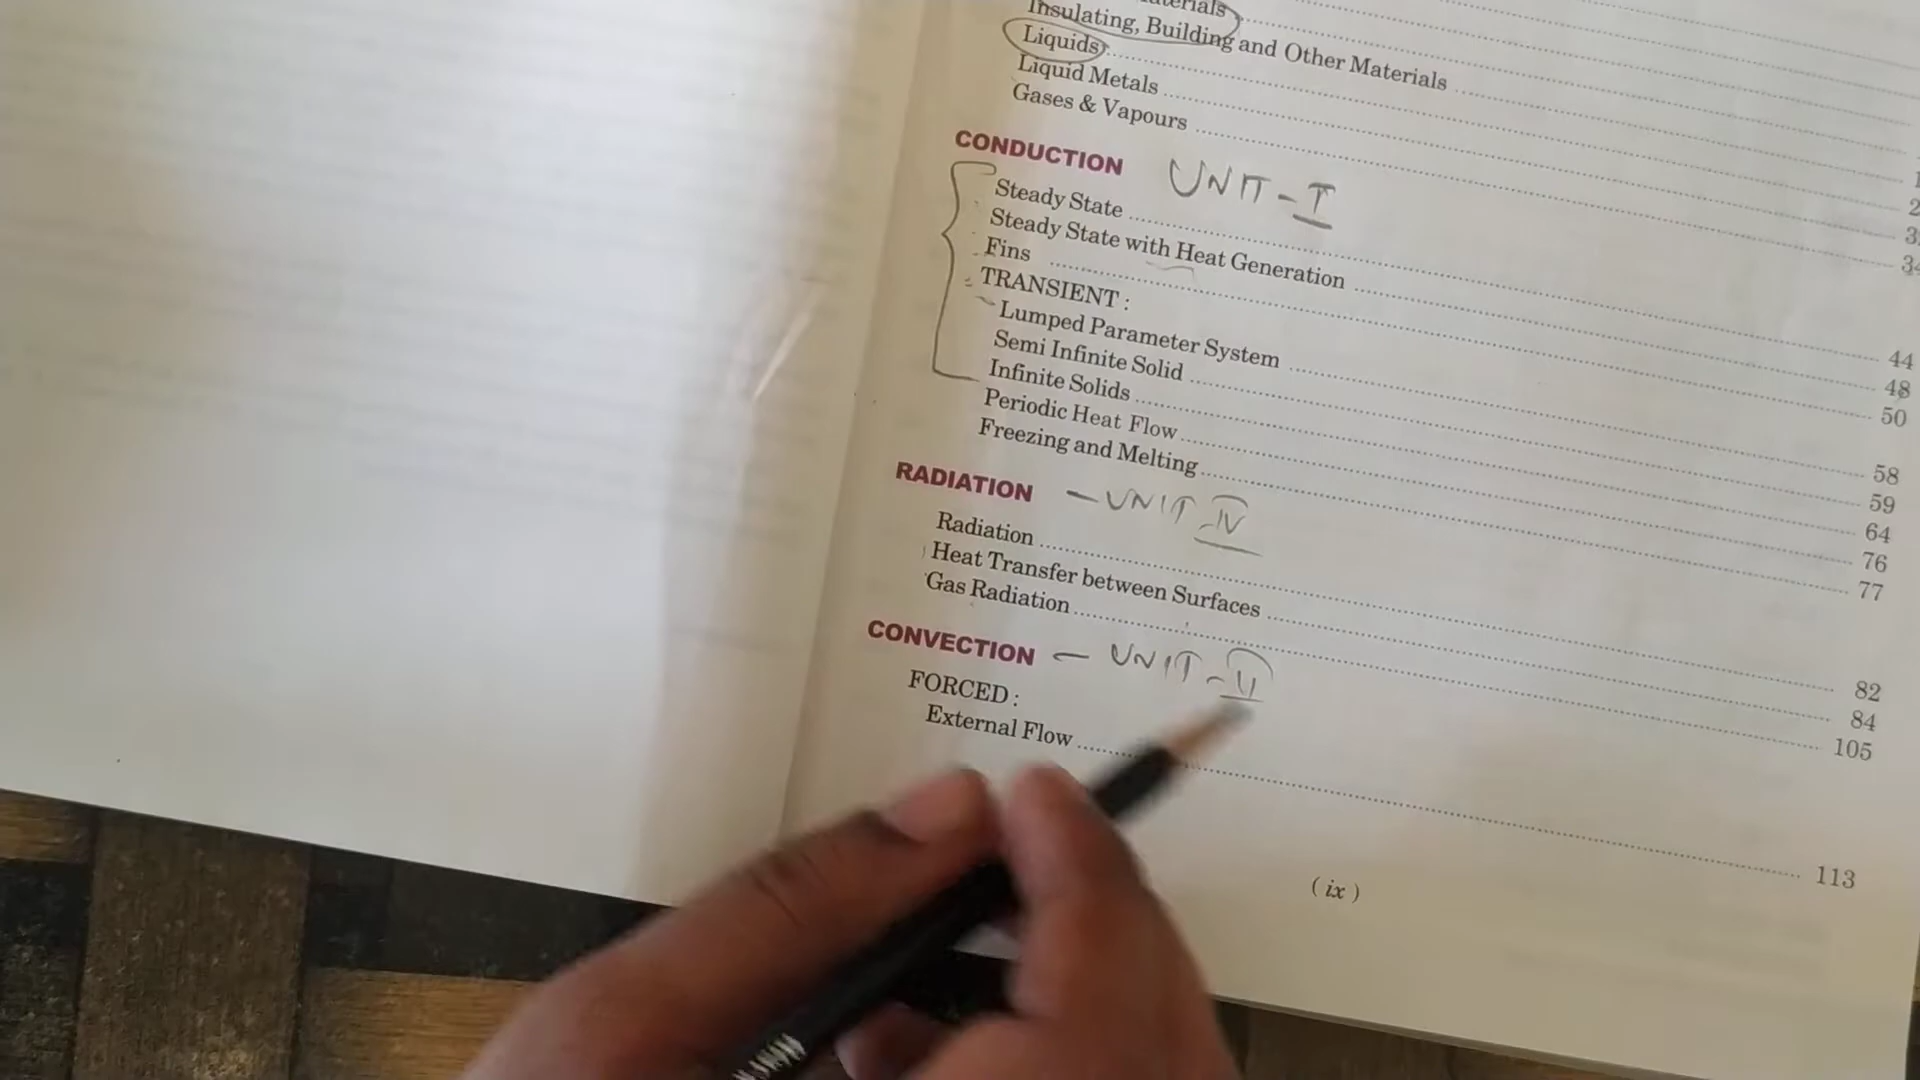 Materials
Insulating, Building and Other Materials
Liquids
Liquid Metals
Gases & Vapours
34
CONDUCTION UNIT - I
Steady State 44
Steady State with Heat Generation 48
Fins 50
TRANSIENT :
Lumped Parameter System 58
Semi Infinite Solid 59
Infinite Solids 64
Periodic Heat Flow 76
Freezing and Melting 77
RADIATION - UNIT IV
Radiation 82
Heat Transfer between Surfaces 84
Gas Radiation 105
CONVECTION - UNIT - II
FORCED :
External Flow 113
( ix )